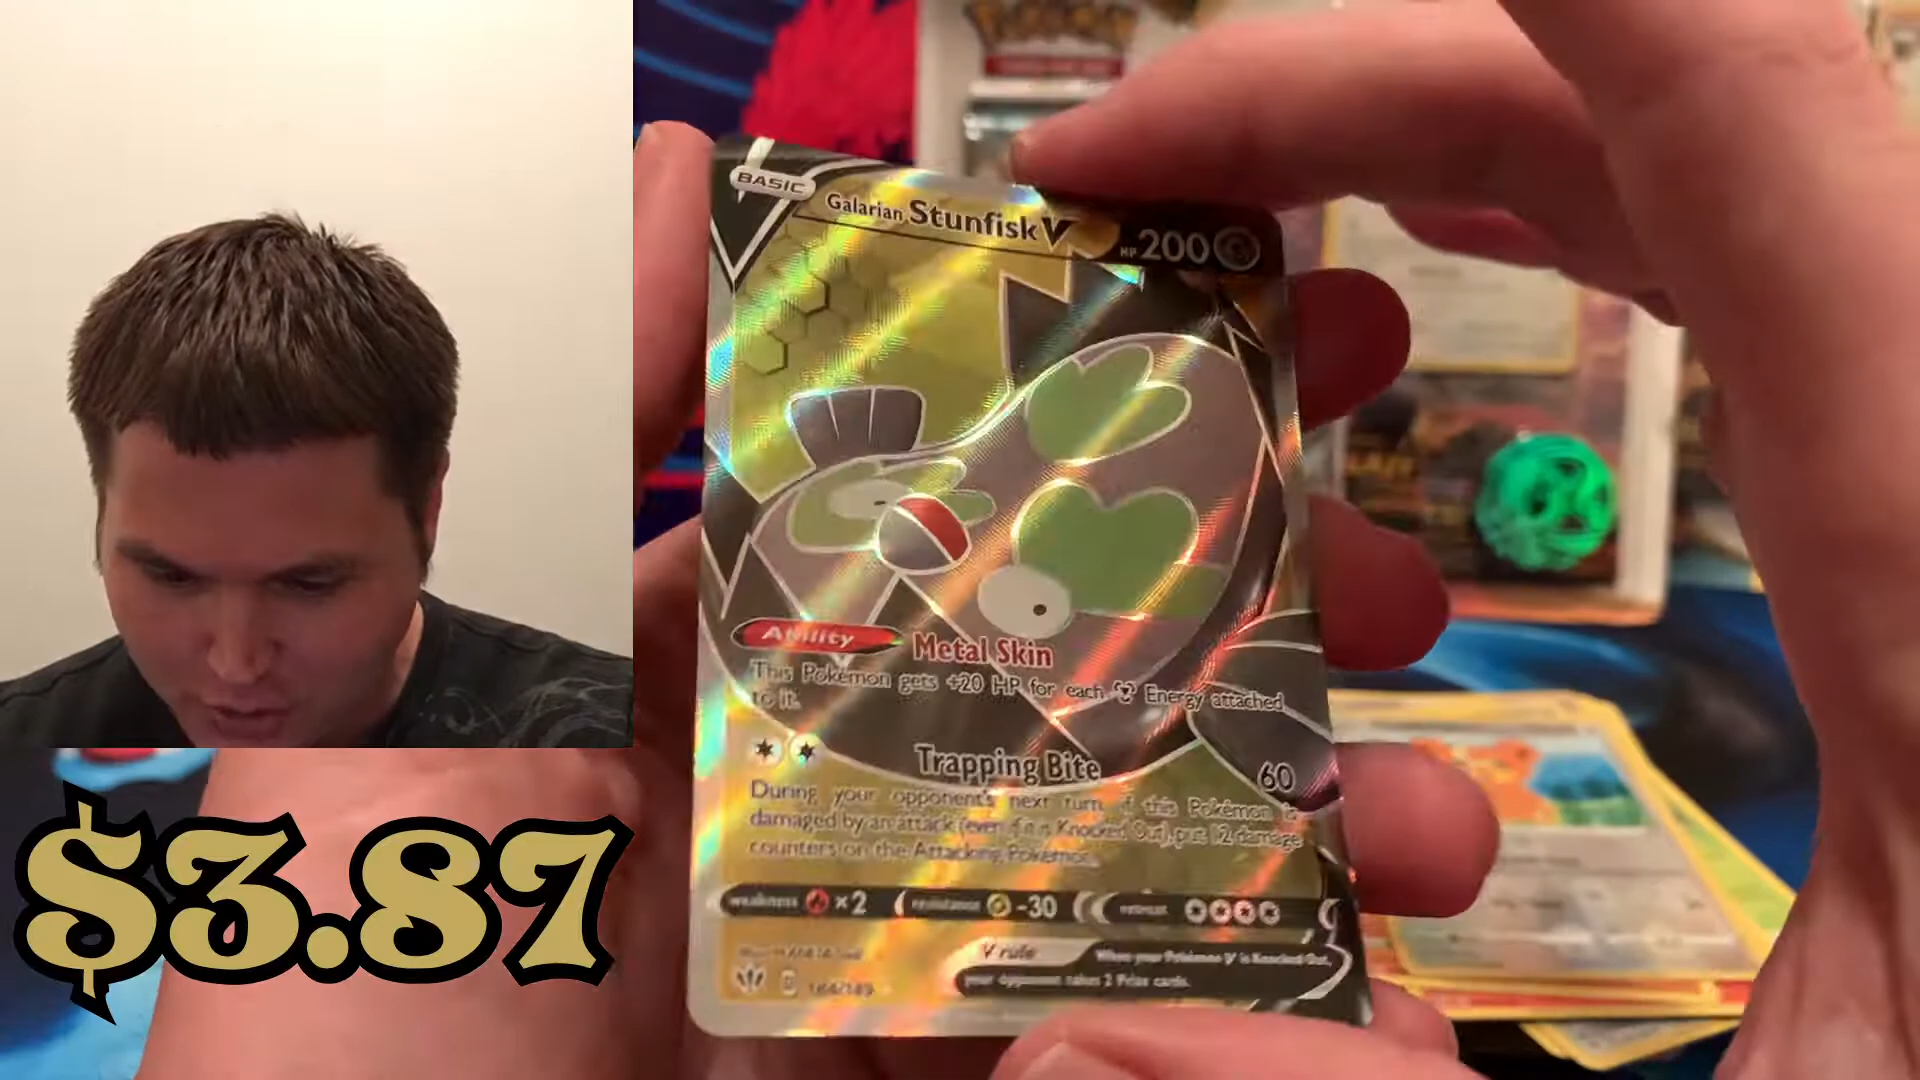 POKéMON
BASIC
Galarian Stunfisk V
HP 200
Ability Metal Skin
This Pokémon gets +20 HP for each Energy attached
to it.
Trapping Bite 60
During your opponent's next turn, if this Pokémon is
damaged by an attack (even if it is Knocked Out), put 12 damage
counters on the Attacking Pokémon.
weakness ×2 resistance -30 retreat
V rule When your Pokémon V is Knocked Out,
your opponent takes 2 Prize cards.
D 184/189
$3.87